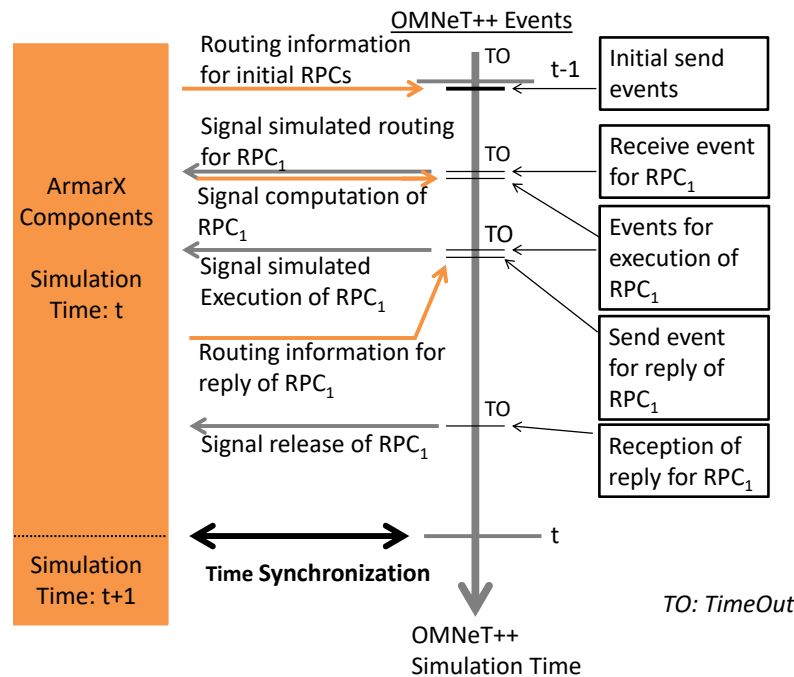 OMNeT++ Events
Routing information
for initial RPCs
TO
t-1
Initial send
events
Signal simulated routing
for RPC₁
TO
Receive event
for RPC₁
ArmarX
Components
Simulation
Time: t
Signal computation of
RPC₁
TO
Events for
execution of
RPC₁
Signal simulated
Execution of RPC₁
Routing information for
reply of RPC₁
Send event
for reply of
RPC₁
TO
Signal release of RPC₁
Reception of
reply for RPC₁
t
Time Synchronization
Simulation
Time: t+1
TO: TimeOut
OMNeT++
Simulation Time